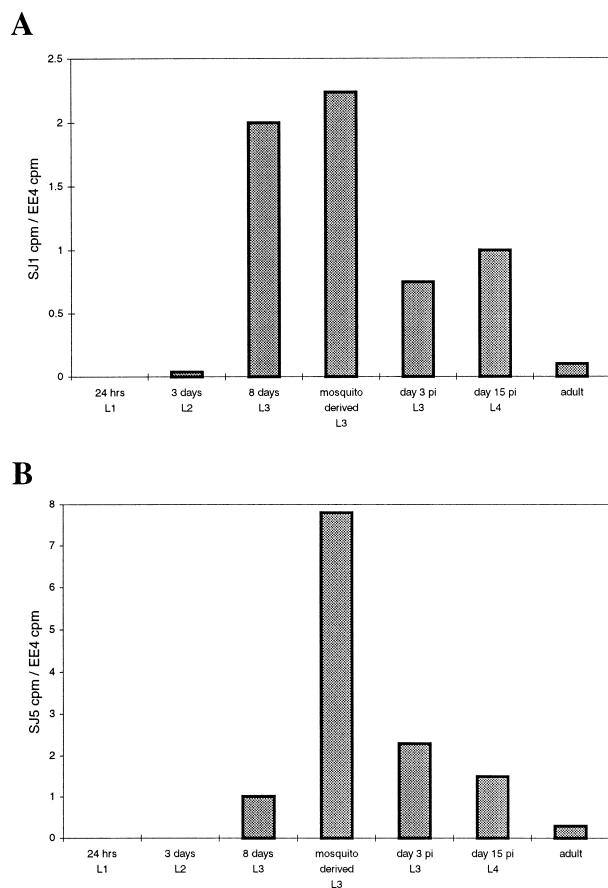 A
2.5
2
1.5
1
0.5
0
SJ1 cpm / EE4 cpm
24 hrs
L1
3 days
L2
8 days
L3
mosquito
derived
L3
day 3 pi
L3
day 15 pi
L4
adult
B
8
7
6
5
4
3
2
1
0
SJ5 cpm / EE4 cpm
24 hrs
L1
3 days
L2
8 days
L3
mosquito
derived
L3
day 3 pi
L3
day 15 pi
L4
adult